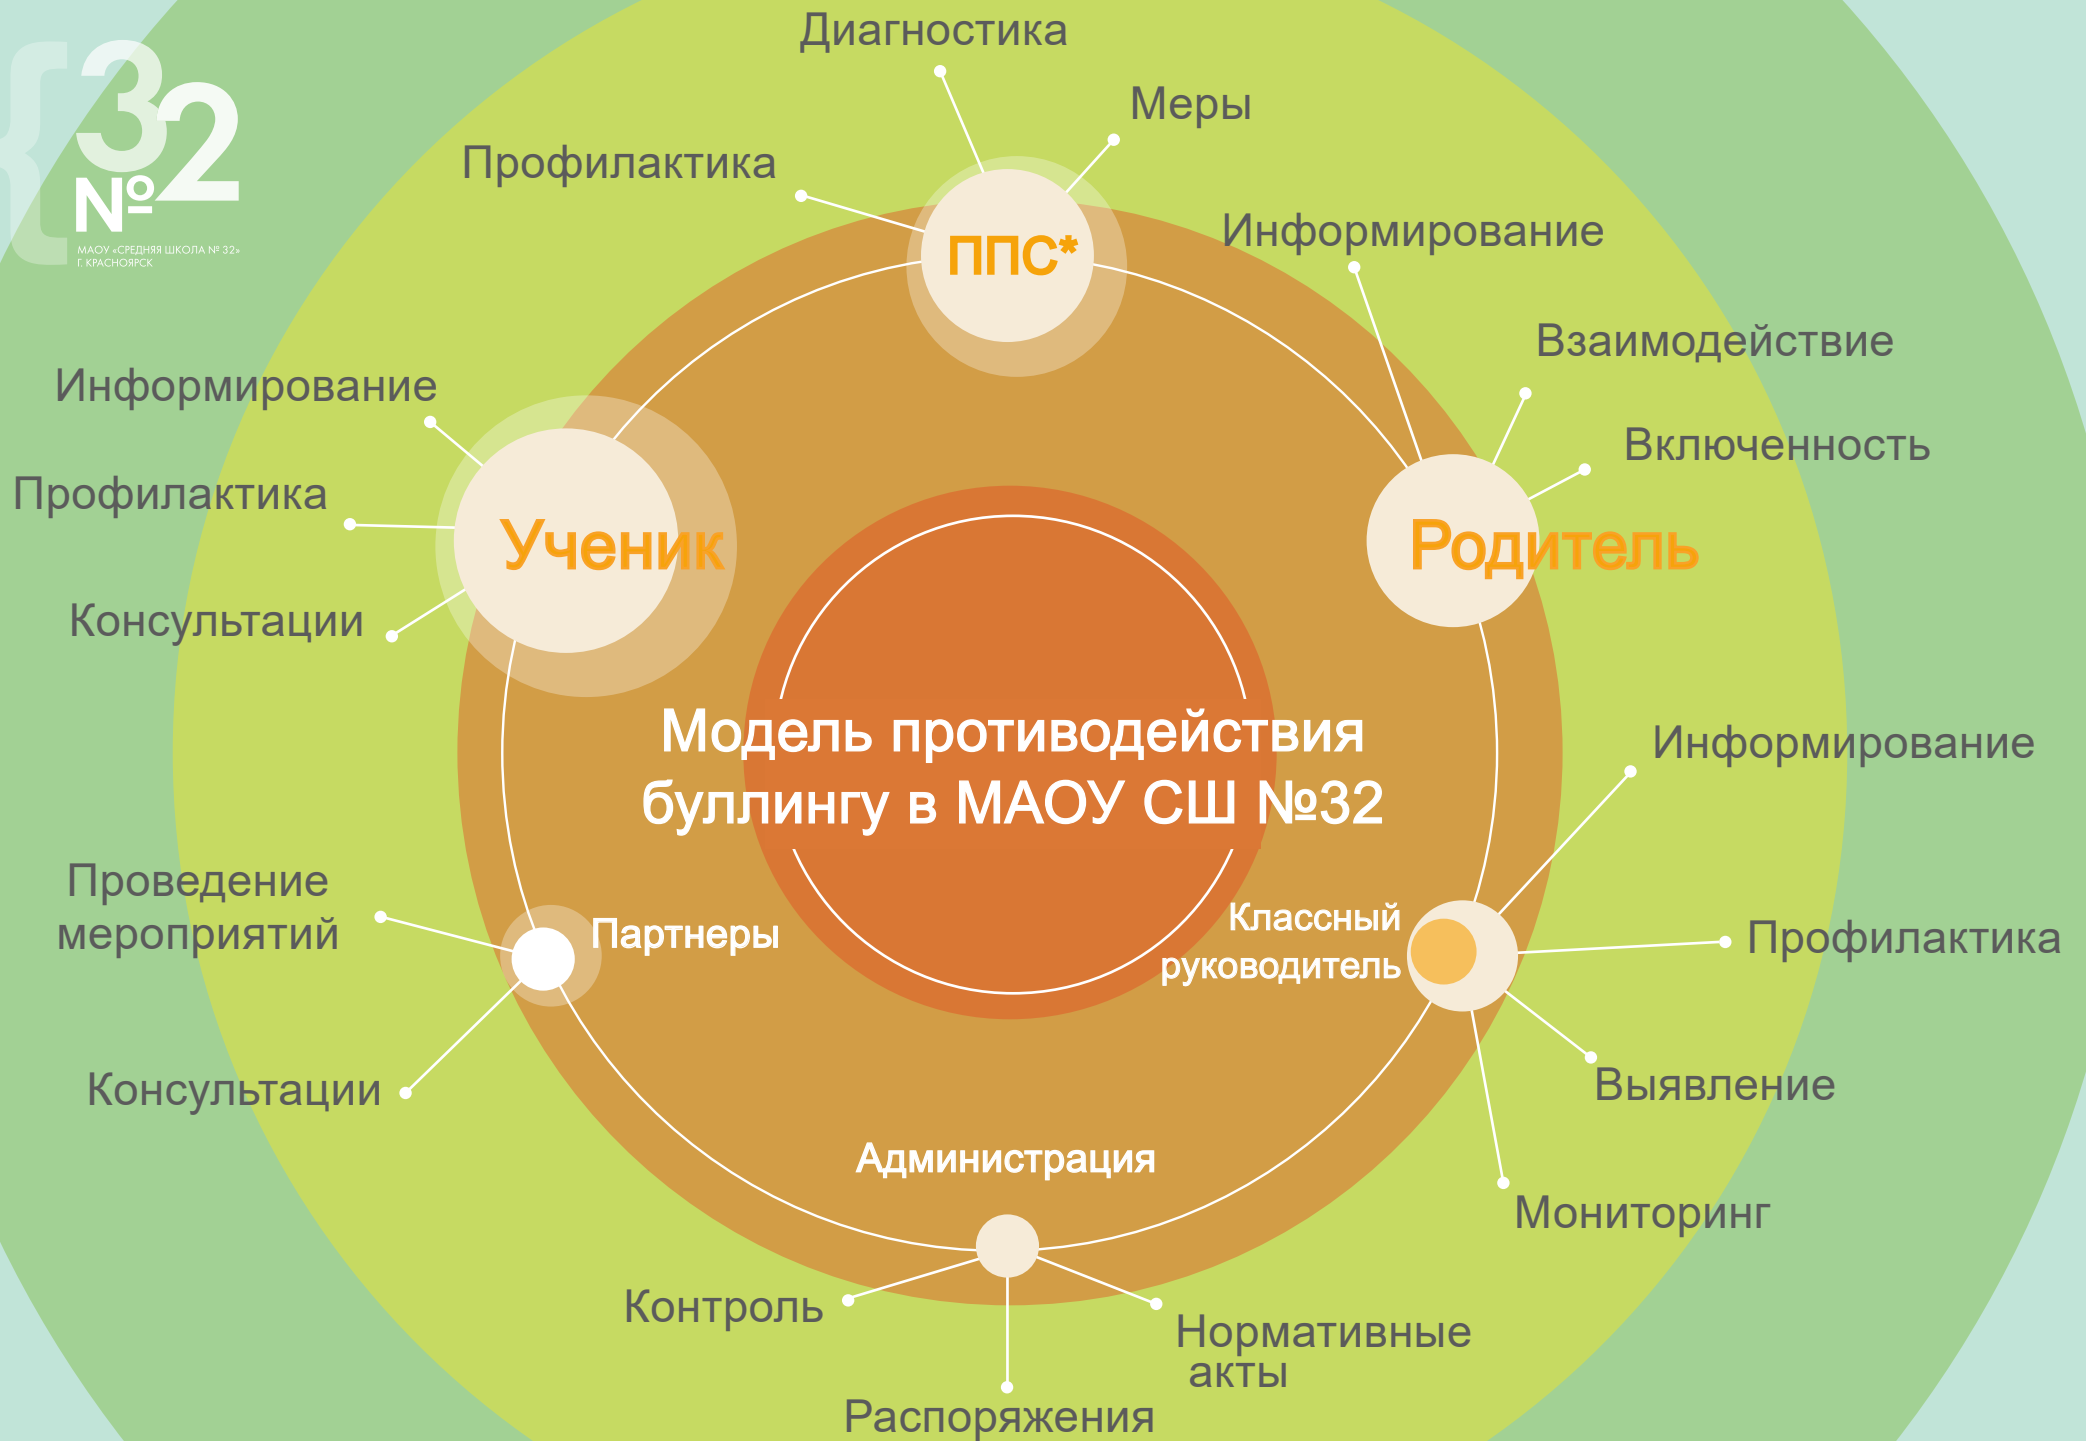 Диагностика
Меры
Профилактика
32
№
МАОУ «СРЕДНЯЯ ШКОЛА № 32»
Г. КРАСНОЯРСК
ППС*
Информирование
Взаимодействие
Включенность
Родитель
Информирование
Профилактика
Консультации
Ученик
Модель противодействия
буллингу в МАОУ СШ №32
Информирование
Профилактика
Выявление
Мониторинг
Классный
руководитель
Партнеры
Проведение
мероприятий
Консультации
Администрация
Контроль
Распоряжения
Нормативные
акты